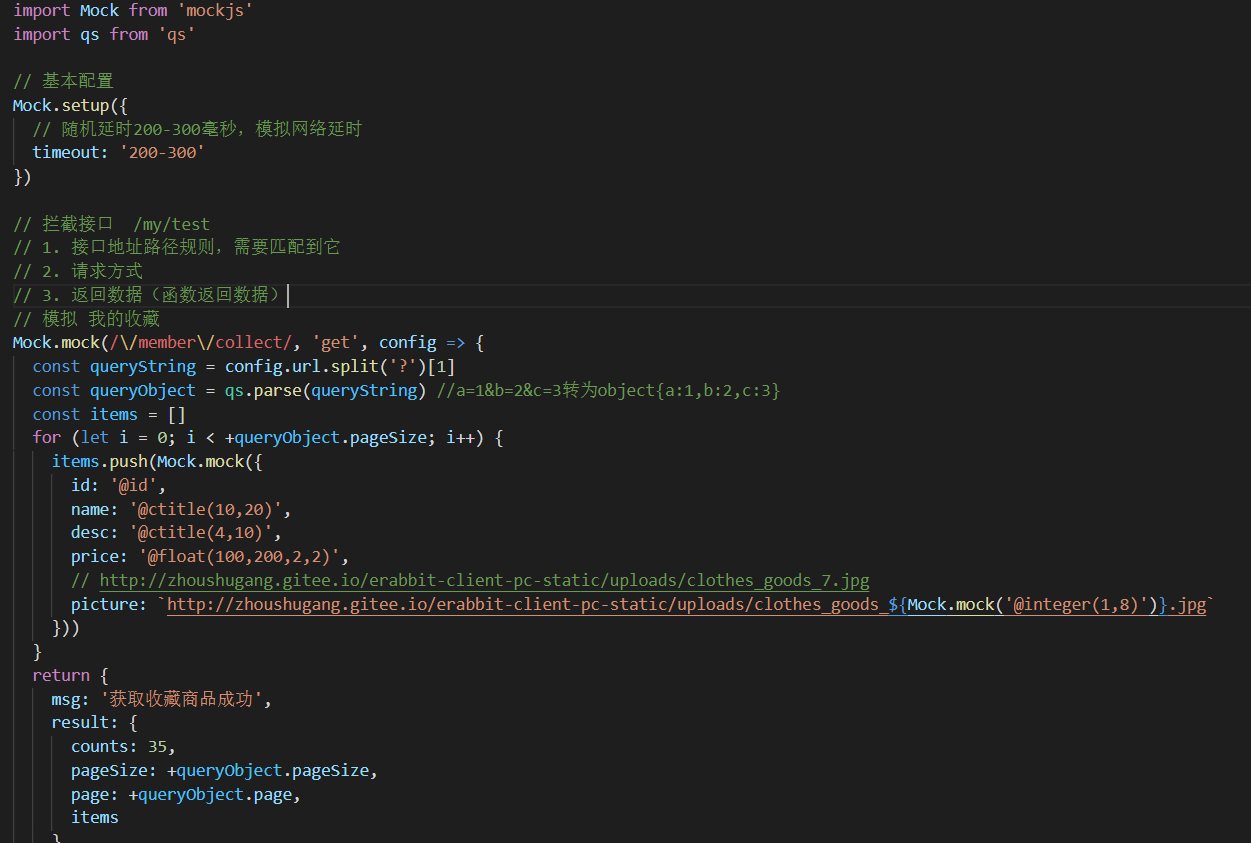 import Mock from 'mockjs'
import qs from 'qs'
// 基本配置
Mock.setup({
// 随机延时200-300毫秒，模拟网络延时
timeout: '200-300'
})
// 拦截接口  /my/test
// 1. 接口地址路径规则，需要匹配到它
// 2. 请求方式
// 3. 返回数据（函数返回数据）
// 模拟 我的收藏
Mock.mock(/\/member\/collect/, 'get', config => {
const queryString = config.url.split('?')[1]
const queryObject = qs.parse(queryString) //a=1&b=2&c=3转为object{a:1,b:2,c:3}
const items = []
for (let i = 0; i < +queryObject.pageSize; i++) {
items.push(Mock.mock({
id: '@id',
name: '@ctitle(10,20)',
desc: '@ctitle(4,10)',
price: '@float(100,200,2,2)',
// http://zhoushugang.gitee.io/erabbit-client-pc-static/uploads/clothes_goods_7.jpg
picture: `http://zhoushugang.gitee.io/erabbit-client-pc-static/uploads/clothes_goods_${Mock.mock('@integer(1,8)')}.jpg`
}))
}
return {
msg: '获取收藏商品成功',
result: {
counts: 35,
pageSize: +queryObject.pageSize,
page: +queryObject.page,
items
}